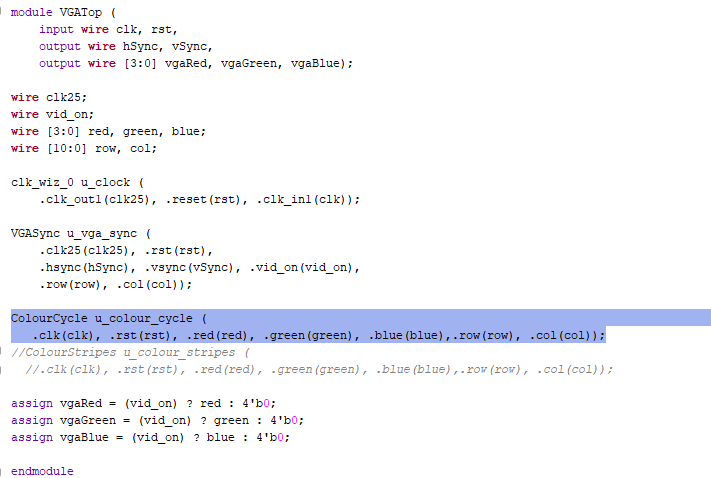 module VGATop (
input wire clk, rst,
output wire hSync, vSync,
output wire [3:0] vgaRed, vgaGreen, vgaBlue);
wire clk25;
wire vid_on;
wire [3:0] red, green, blue;
wire [10:0] row, col;
clk_wiz_0 u_clock (
.clk_out1(clk25), .reset(rst), .clk_in1(clk));
VGASync u_vga_sync (
.clk25(clk25), .rst(rst),
.hsync(hSync), .vsync(vSync), .vid_on(vid_on),
.row(row), .col(col));
ColourCycle u_colour_cycle (
.clk(clk), .rst(rst), .red(red), .green(green), .blue(blue),.row(row), .col(col));
//ColourStripes u_colour_stripes (
//.clk(clk), .rst(rst), .red(red), .green(green), .blue(blue),.row(row), .col(col));
assign vgaRed = (vid_on) ? red : 4'b0;
assign vgaGreen = (vid_on) ? green : 4'b0;
assign vgaBlue = (vid_on) ? blue : 4'b0;
endmodule